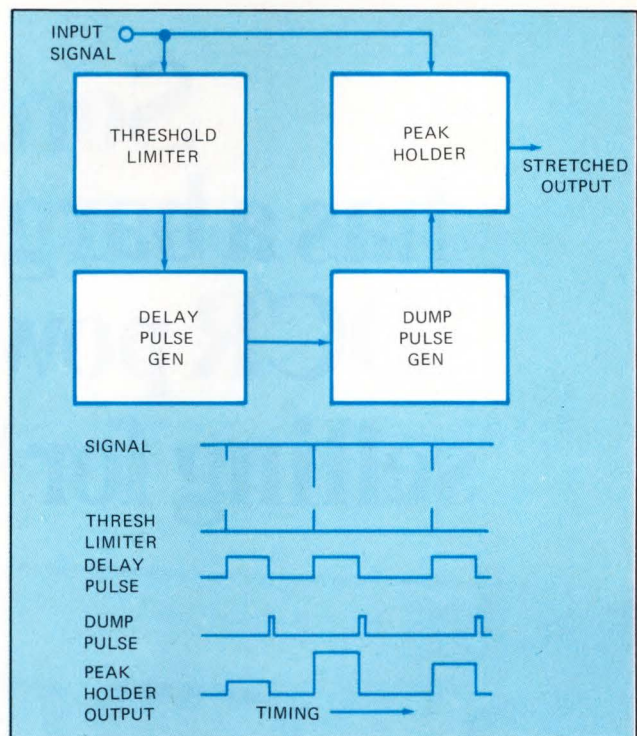 INPUT
SIGNAL
THRESHOLD
LIMITER
PEAK
HOLDER
STRETCHED
OUTPUT
DELAY
PULSE
GEN
DUMP
PULSE
GEN
SIGNAL
THRESH
LIMITER
DELAY
PULSE
DUMP
PULSE
PEAK
HOLDER
OUTPUT
TIMING